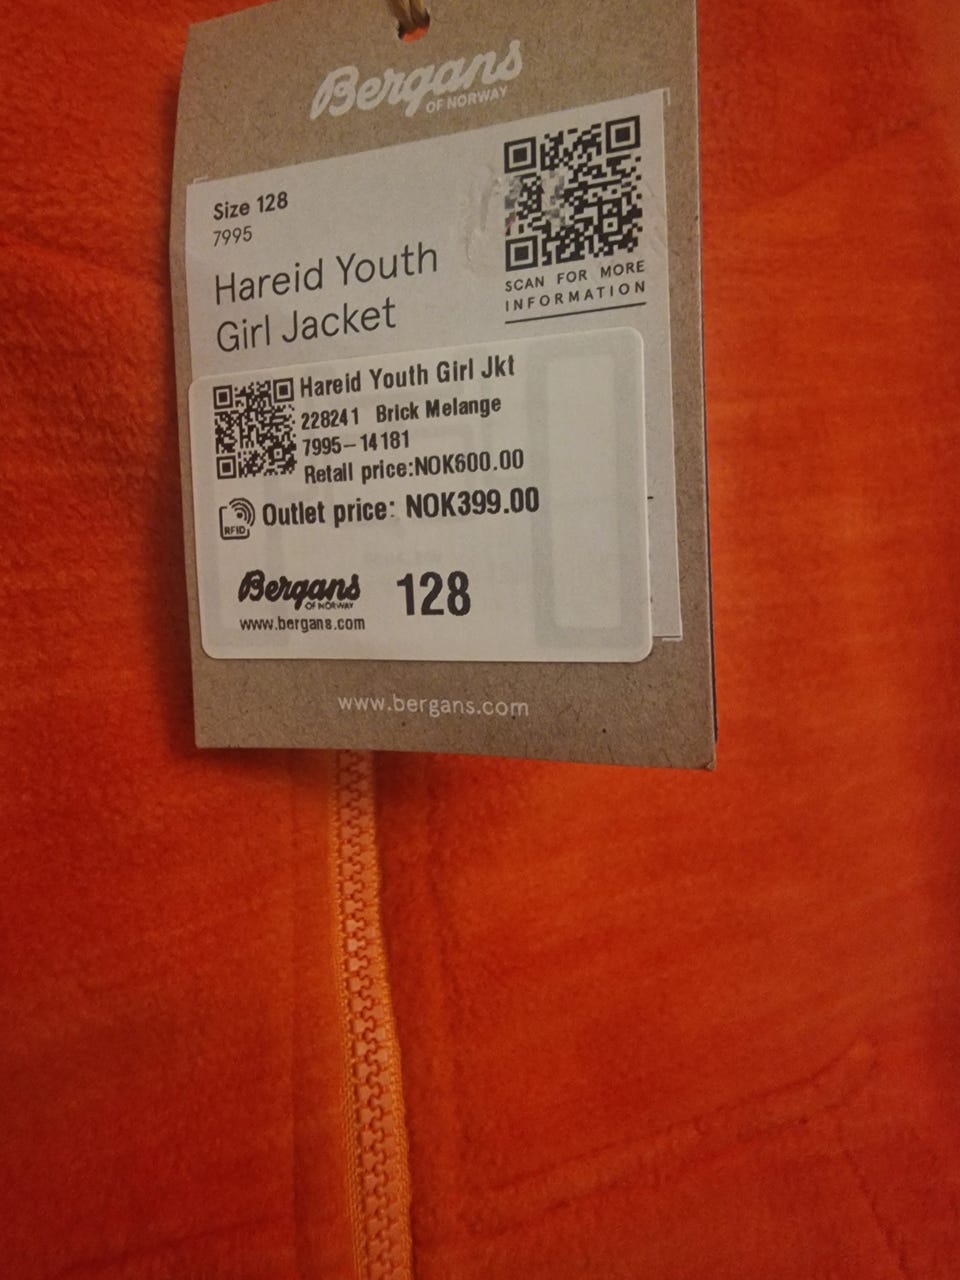 Bergans
OF NORWAY
Size 128
7995
Hareid Youth
Girl Jacket
SCAN FOR MORE
INFORMATION
Hareid Youth Girl Jkt
228241 Brick Melange
7995-14181
Retail price:NOK600.00
RFID
Outlet price: NOK399.00
Bergans
OF NORWAY
www.bergans.com
128
www.bergans.com